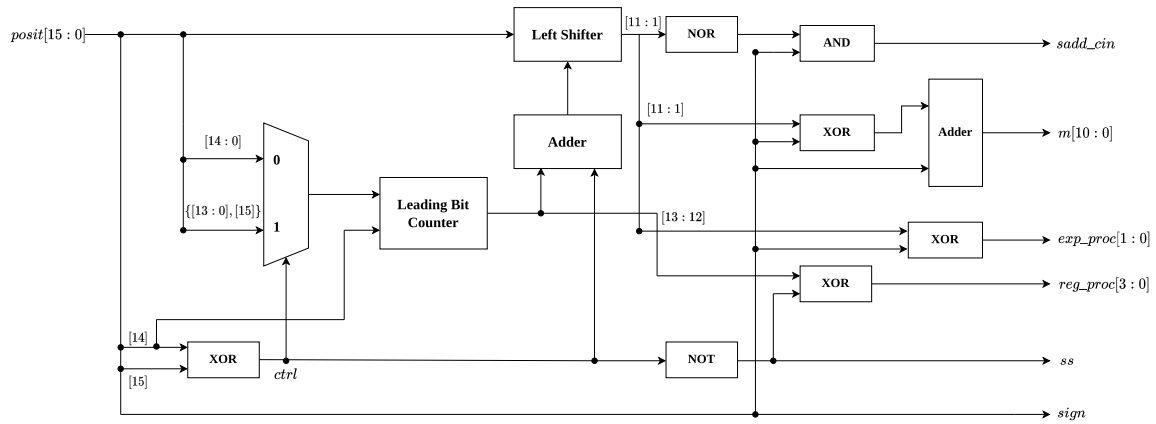 posit[15 : 0]
Left Shifter
[11 : 1]
NOR
AND
sadd_cin
[11 : 1]
XOR
Adder
m[10 : 0]
Adder
[14 : 0]
0
{[13 : 0], [15]}
1
Leading Bit
Counter
[13 : 12]
XOR
exp_proc[1 : 0]
XOR
reg_proc[3 : 0]
[14]
XOR
[15]
ctrl
NOT
ss
sign